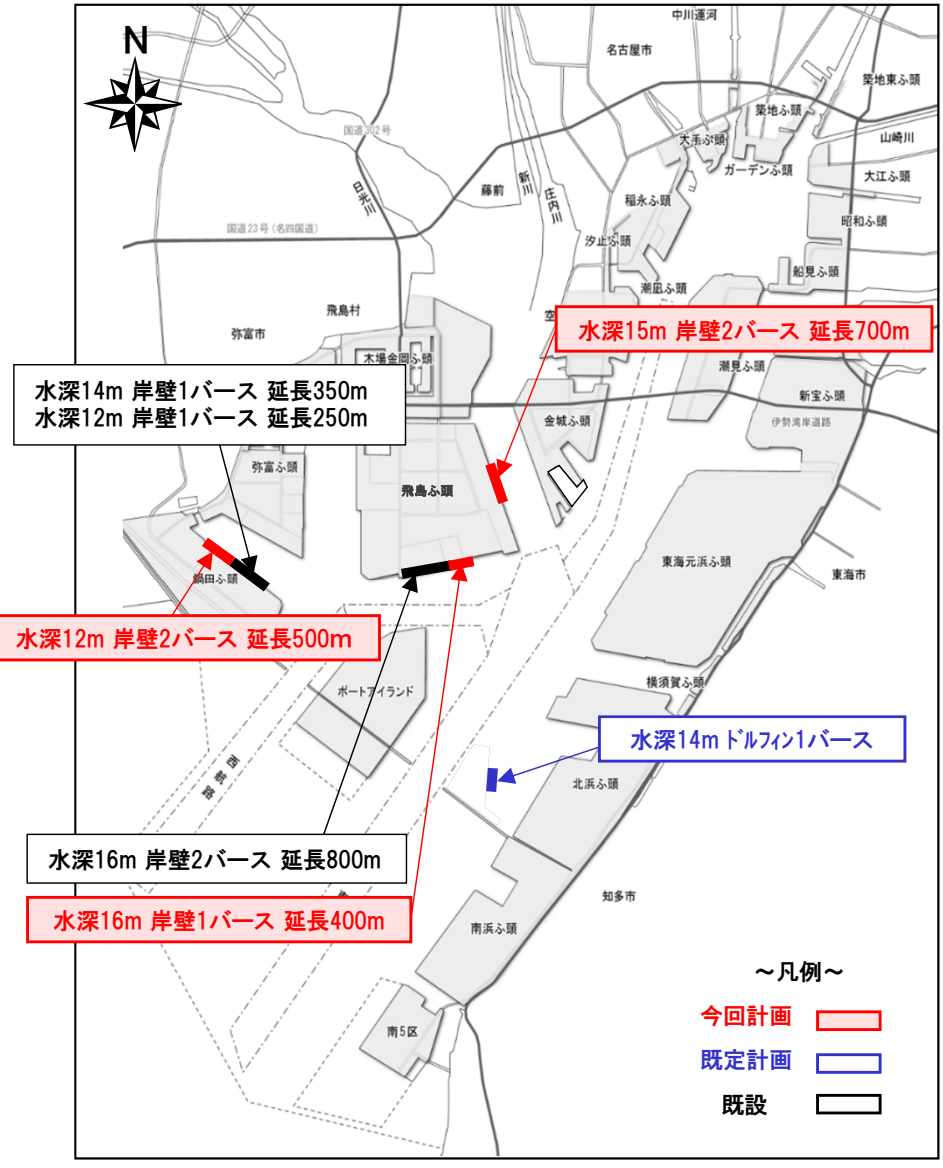 N
中川運河
名古屋市
築地東ふ頭
築地ふ頭
国道302号
大手ふ頭
山崎川
ガーデンふ頭
大江ふ頭
藤前
新川
庄内川
日光川
稲永ふ頭
昭和ふ頭
国道23号(名四国道)
汐止ふ頭
船見ふ頭
潮凪ふ頭
飛島村
空
弥富市
水深15m 岸壁2バース 延長700m
木場金岡ふ頭
潮見ふ頭
水深14m 岸壁1バース 延長350m
水深12m 岸壁1バース 延長250m
新宝ふ頭
金城ふ頭
伊勢湾岸道路
弥富ふ頭
飛島ふ頭
東海元浜ふ頭
東海市
鍋田ふ頭
水深12m 岸壁2バース 延長500m
横須賀ふ頭
ポートアイランド
水深14m ドルフィン1バース
西航路
北浜ふ頭
水深16m 岸壁2バース 延長800m
知多市
水深16m 岸壁1バース 延長400m
南浜ふ頭
～凡例～
今回計画
南5区
既定計画
既設